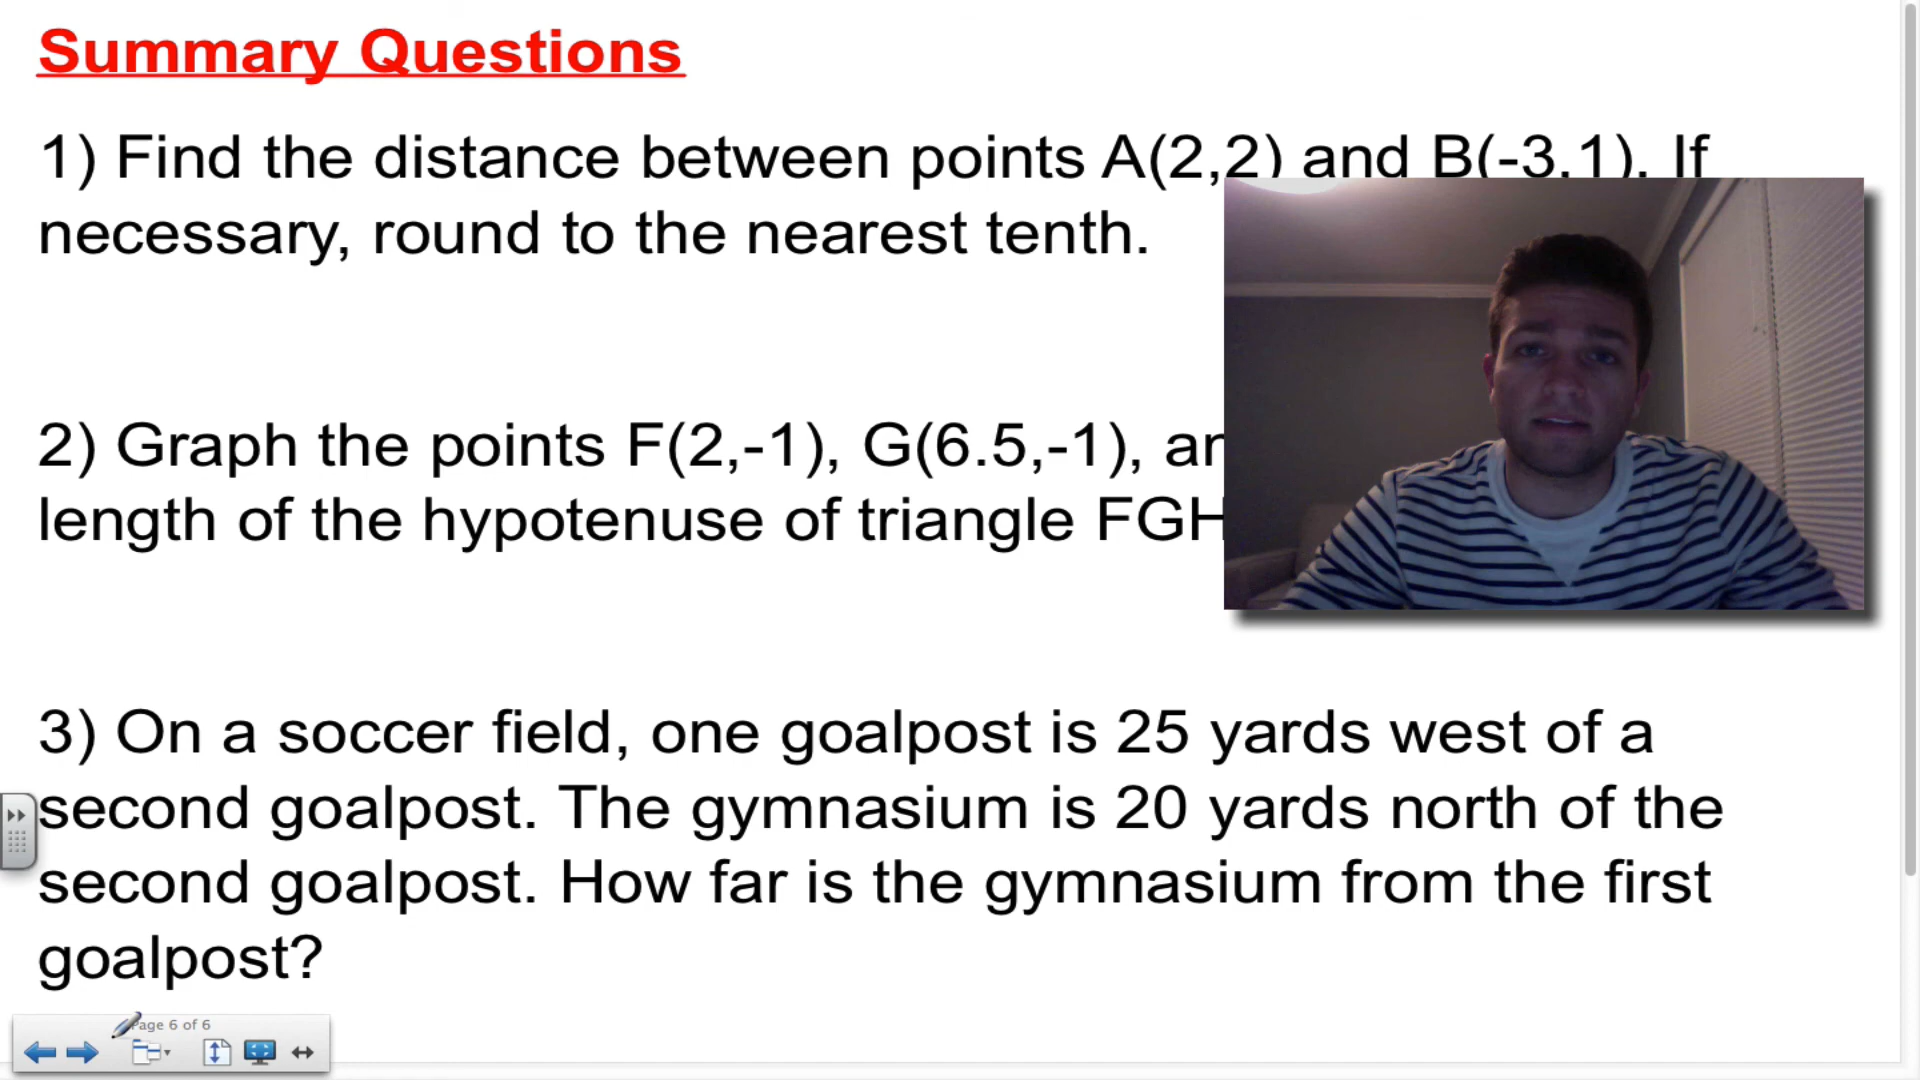 Summary Questions
1) Find the distance between points A(2,2) and B(-3,1). If
necessary, round to the nearest tenth.
2) Graph the points F(2,-1), G(6.5,-1),
length of the hypotenuse of triangle FGH
3) On a soccer field, one goalpost is 25 yards west of a
second goalpost. The gymnasium is 20 yards north of the
second goalpost. How far is the gymnasium from the first
goalpost?
Page 6 of 6